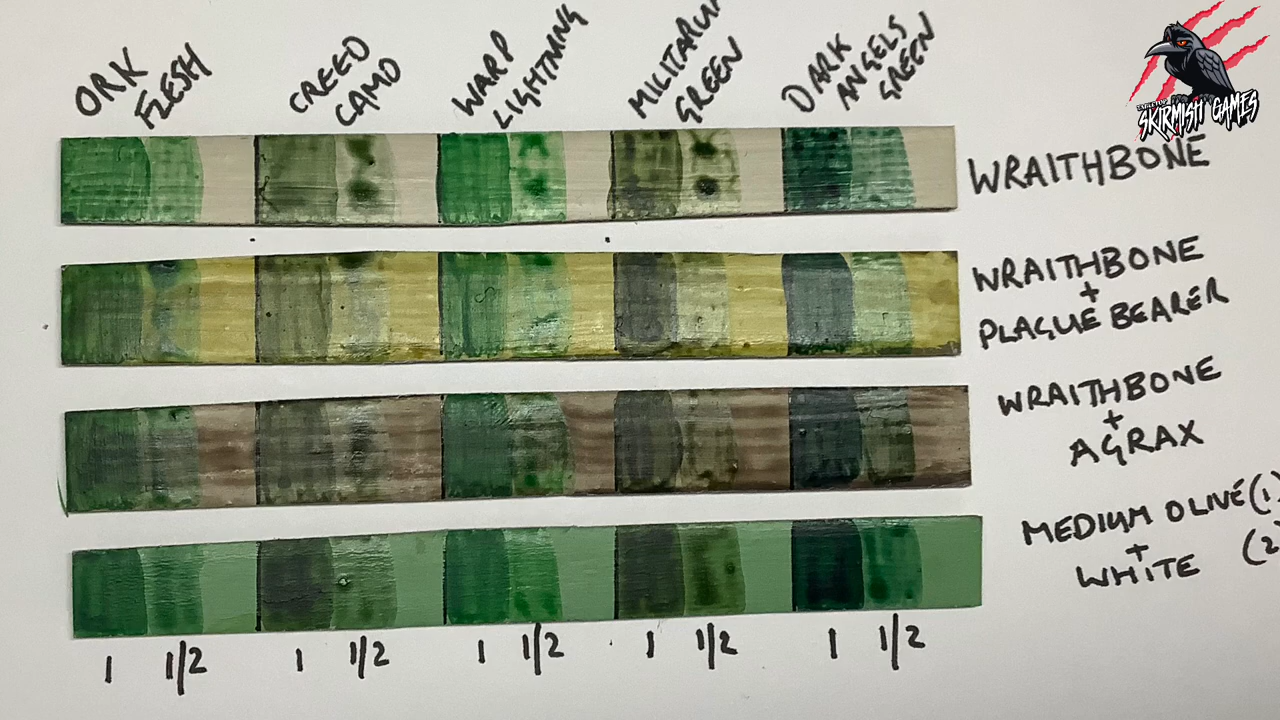 ORK
FLESH
CREED
CAMO
WARP
LIGHTNING
MILITARUM
GREEN
DARK
ANGELS
GREEN
TABLETOP
SKIRMISH GAMES
WRAITHBONE
WRAITHBONE
+
PLAGUE BEARER
WRAITHBONE
+
AGRAX
MEDIUM OLIVE (1)
+
WHITE (2
1 1/2 1 1/2 1 1/2 1 1/2 1 1/2